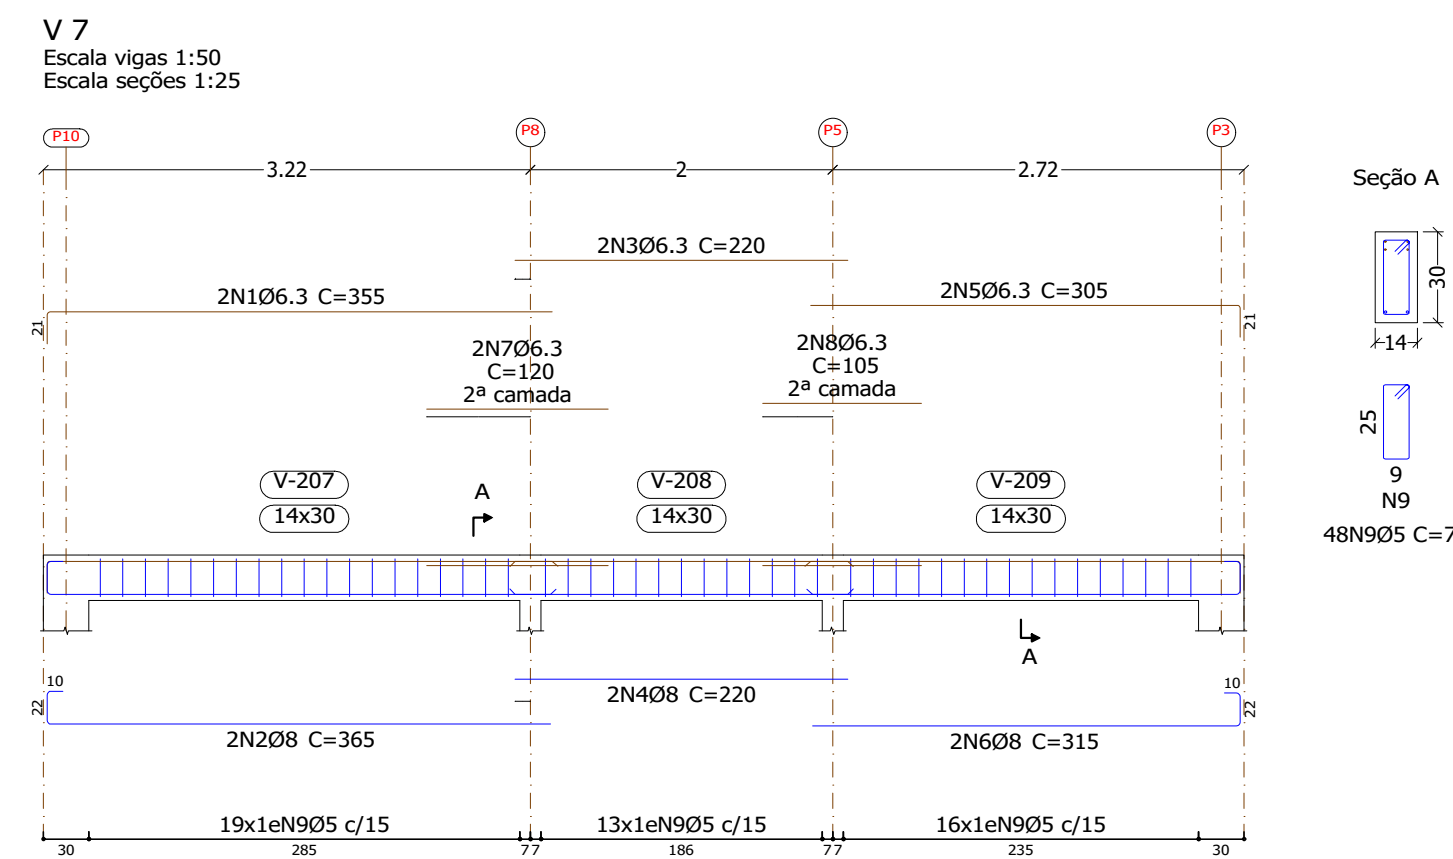 V 7
Escala vigas 1:50
Escala seções 1:25
P10
P8
P5
P3
3.22
2
2.72
Seção A
2N3Ø6.3 C=220
2N1Ø6.3 C=355
2N5Ø6.3 C=305
30
21
21
14
2N7Ø6.3
C=120
2ª camada
2N8Ø6.3
C=105
2ª camada
25
9
N9
48N9Ø5 C=7
V-207
14x30
A
V-208
14x30
V-209
14x30
A
10
22
2N4Ø8 C=220
10
22
2N2Ø8 C=365
2N6Ø8 C=315
19x1eN9Ø5 c/15
13x1eN9Ø5 c/15
16x1eN9Ø5 c/15
30
285
77
186
77
235
30